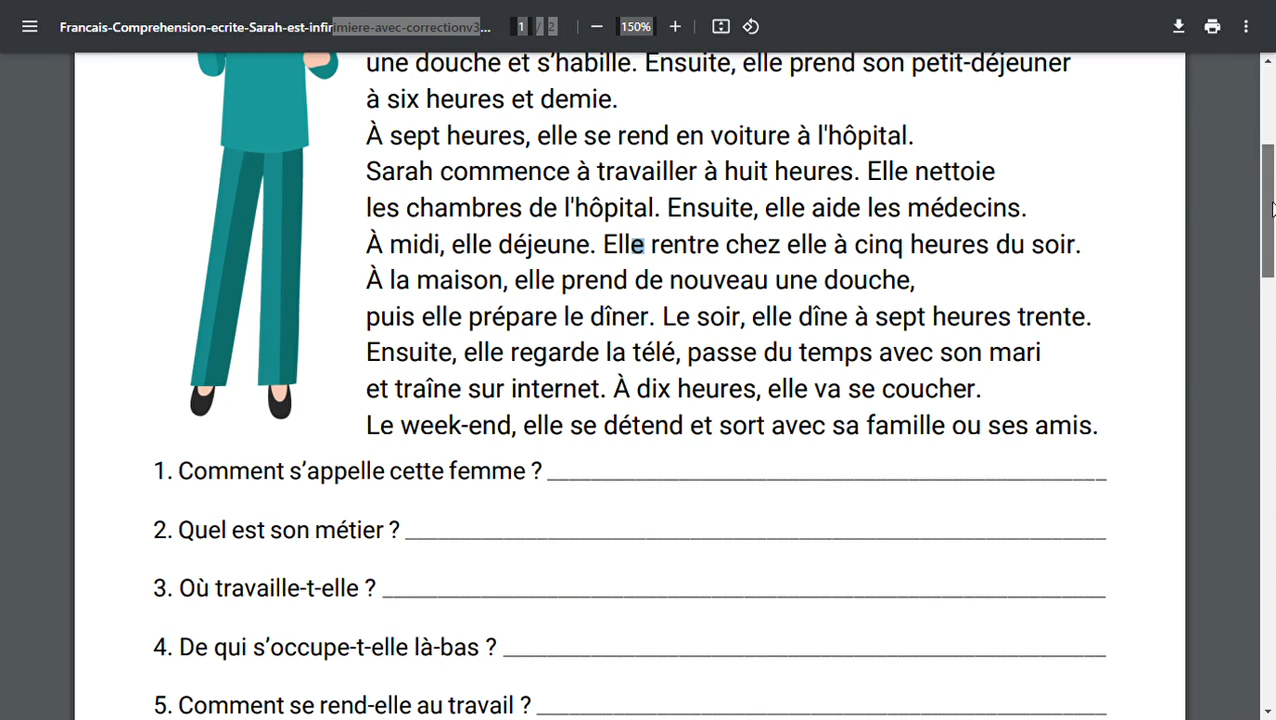 Francais-Comprehension-ecrite-Sarah-est-infirmiere-avec-correctionv3... 1 / 2 150%
une douche et s’habille. Ensuite, elle prend son petit-déjeuner
à six heures et demie.
À sept heures, elle se rend en voiture à l'hôpital.
Sarah commence à travailler à huit heures. Elle nettoie
les chambres de l'hôpital. Ensuite, elle aide les médecins.
À midi, elle déjeune. Elle rentre chez elle à cinq heures du soir.
À la maison, elle prend de nouveau une douche,
puis elle prépare le dîner. Le soir, elle dîne à sept heures trente.
Ensuite, elle regarde la télé, passe du temps avec son mari
et traîne sur internet. À dix heures, elle va se coucher.
Le week-end, elle se détend et sort avec sa famille ou ses amis.
1. Comment s’appelle cette femme ?
2. Quel est son métier ?
3. Où travaille-t-elle ?
4. De qui s’occupe-t-elle là-bas ?
5. Comment se rend-elle au travail ?